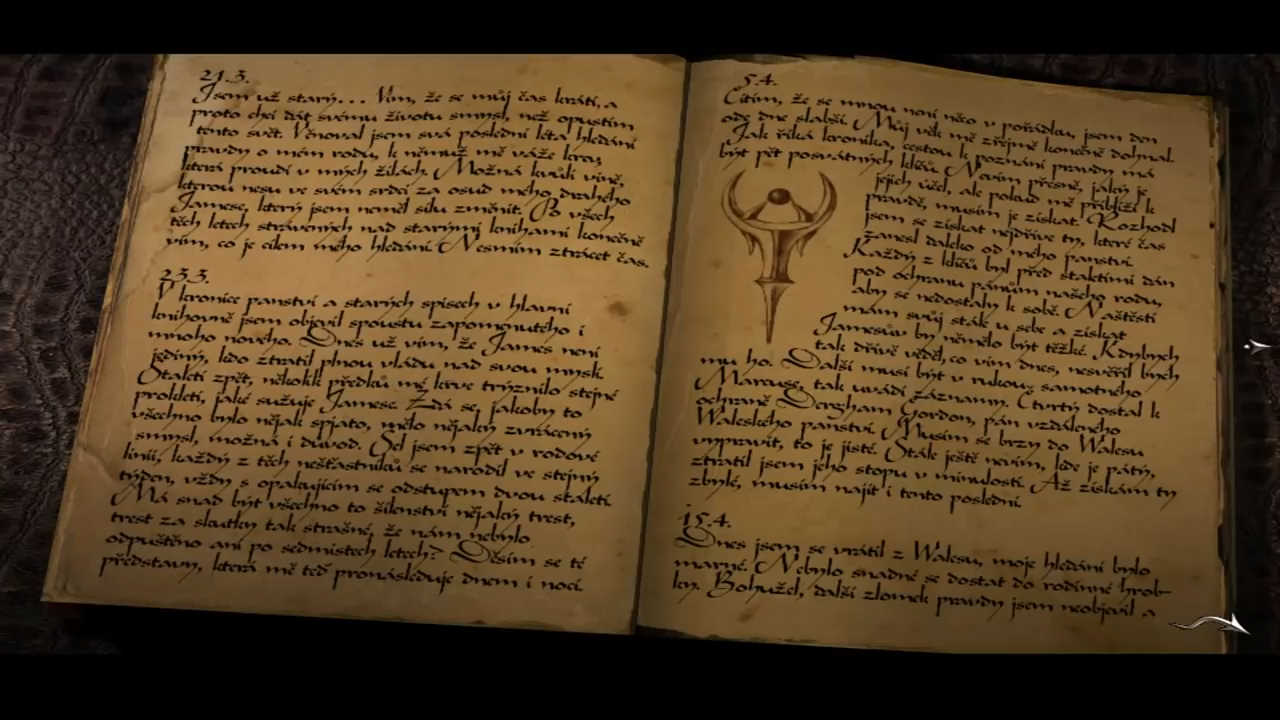 21.3.
Jsem už starý... Vím, že se můj čas krátí, a
proto chci dát svému životu smysl, než opustím
tento svět. Věnoval jsem svá poslední léta hledání
pravdy o mém rodu, k němuž mě váže krev,
která proudí v mých žilách. Možná kvůli vině,
kterou nesu ve svém srdci za osud mého drahého
Jamese, který jsem neměl sílu změnit. Po všech
těch letech strávených nad starými knihami konečně
vím, co je cílem mého hledání. Nesmím ztrácet čas.
23.3.
V kronice panství a starých spisech v hlavní
knihovně jsem objevil spoustu zapomenutého i
mnoho nového. Dnes už vím, že James není
jediný, kdo ztratil plnou vládu nad svou myslí.
Staletí zpět, několik předků mé krve trýznilo stejné
prokletí, jaké sužuje Jamese. Zdá se, jakoby to
všechno bylo nějak spjato, mělo nějaký zvrácený
smysl, možná i důvod. Šel jsem zpět v rodové
linii, každý z těch nešťastníků se narodil ve stejný
týden, vždy s opakujícím se odstupem dvou staletí.
Má snad být všechno to šílenství nějaký trest,
trest za skutky tak strašné, že nám nebylo
odpuštěno ani po sedmistech letech? Děsím se té
představy, která mě teď pronásleduje dnem i nocí.
5.4.
Cítím, že se mnou není něco v pořádku, jsem den
ode dne slabší. Můj věk mě zřejmě konečně dohnal.
Jak říká kronika, cestou k poznání pravdy má
být pět posvátných klíčů. Nevím přesně, jaký je
jejich účel, ale pokud mě přiblíží k
pravdě, musím je získat. Rozhodl
jsem se získat nejdříve ty, které čas
zanesl daleko od mého panství.
Každý z klíčů byl před staletími dán
pod ochranu pánům našeho rodu,
aby se nedostaly k sobě. Naštěstí
mám svůj stále u sebe a získat
Jamesův by nemělo být těžké. Kdybych
tak dříve věděl, co vím dnes, nesvěřil bych
mu ho. Další musí být v rukou samotného
Marcuse, tak uvádí záznamy. Čtvrtý dostal k
ochraně Dergham Gordon, pán vzdáleného
Waleského panství. Musím se brzy do Walesu
vypravit, to je jisté. Stále ještě nevím, kde je pátý,
ztratil jsem jeho stopu v minulosti. Až získám ty
zbylé, musím najít i tento poslední.
15.4.
Dnes jsem se vrátil z Walesu, moje hledání bylo
marné. Nebylo snadné se dostat do rodinné hrob-
ky. Bohužel, další zlomek pravdy jsem neobjevil a